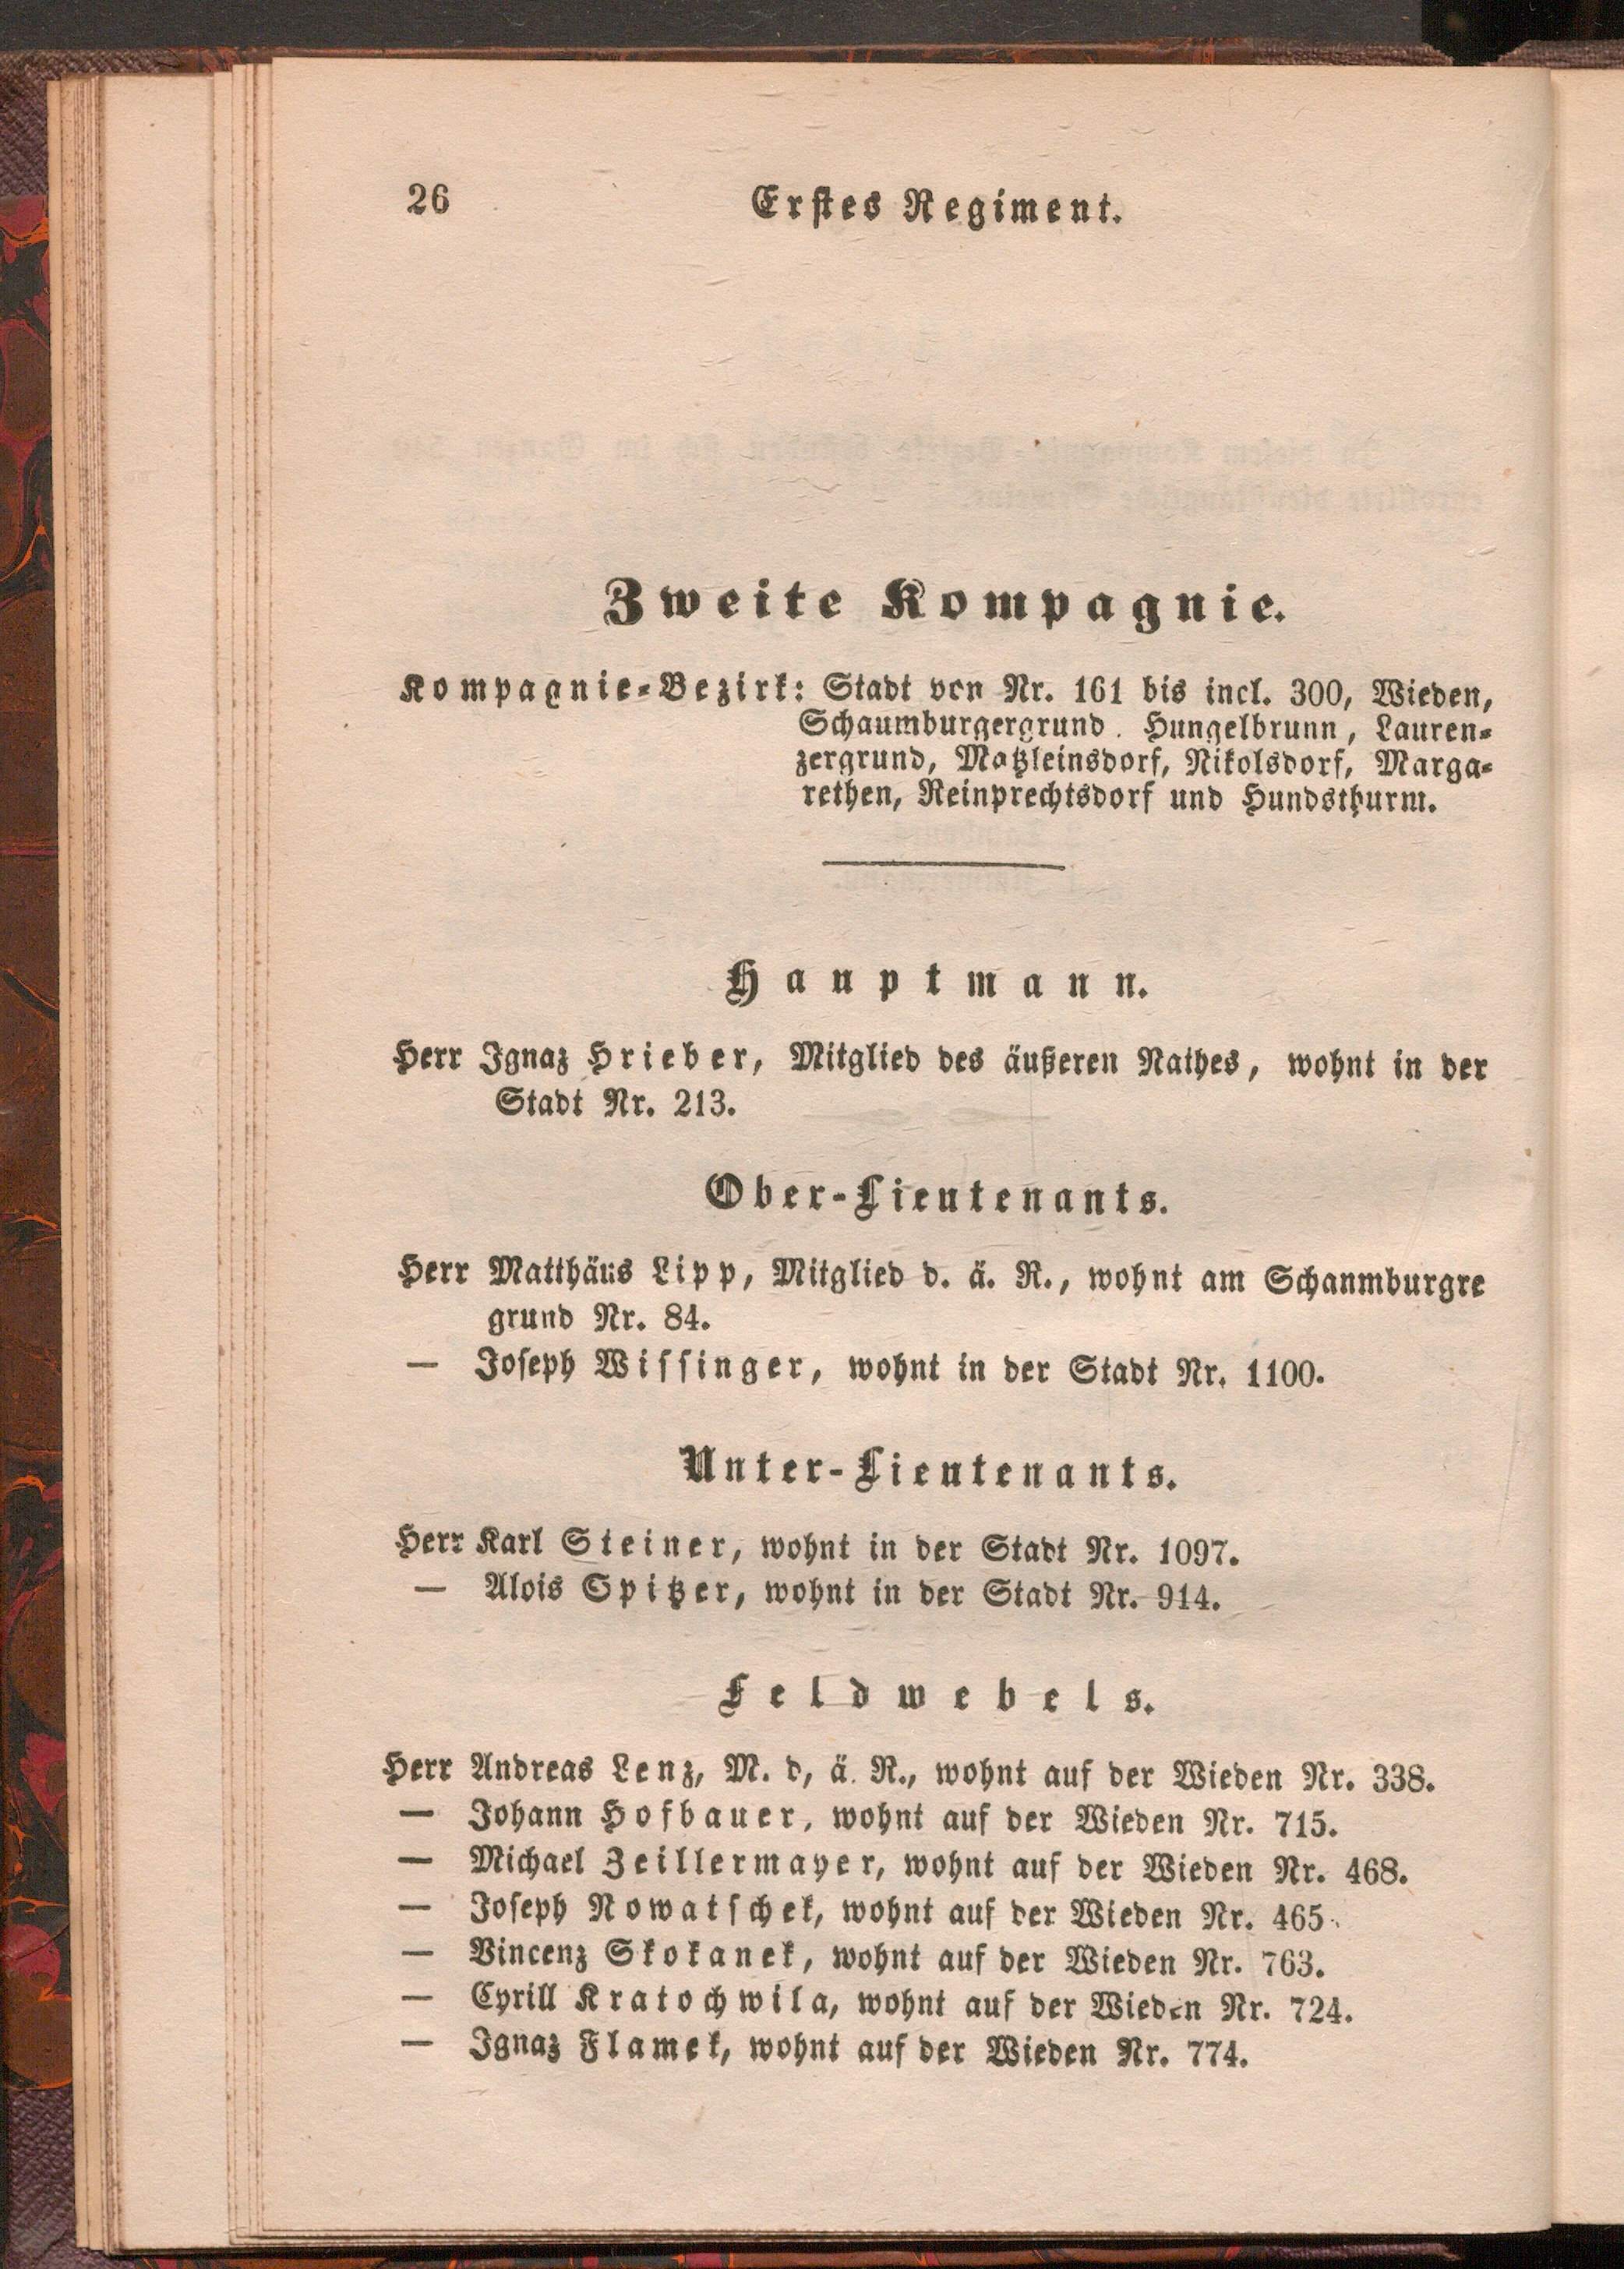 26
Erstes Regiment.
Zweite Kompagnie.
Kompagnie-Bezirk: Stadt von Nr. 161 bis incl. 300, Wieden,
Schaumburgergrund, Hungelbrunn, Lauren-
zergrund, Matzleinsdorf, Nikolsdorf, Marga-
rethen, Reinprechtsdorf und Hundsthurm.
Hauptmann.
Herr Ignaz Hrieber, Mitglied des äußeren Rathes, wohnt in der
Stadt Nr. 213.
Ober-Lieutenants.
Herr Matthäus Lipp, Mitglied d. ä. R., wohnt am Schanmburgre
grund Nr. 84.
— Joseph Wissinger, wohnt in der Stadt Nr. 1100.
Unter-Lieutenants.
Herr Karl Steiner, wohnt in der Stadt Nr. 1097.
— Alois Spitzer, wohnt in der Stadt Nr. 914.
Feldwebels.
Herr Andreas Lenz, M. d, ä. R., wohnt auf der Wieden Nr. 338.
— Johann Hofbauer, wohnt auf der Wieden Nr. 715.
— Michael Zeillermayer, wohnt auf der Wieden Nr. 468.
— Joseph Nowatschek, wohnt auf der Wieden Nr. 465.
— Vincenz Skokanek, wohnt auf der Wieden Nr. 763.
— Cyrill Kratochwila, wohnt auf der Wieden Nr. 724.
— Ignaz Flamek, wohnt auf der Wieden Nr. 774.